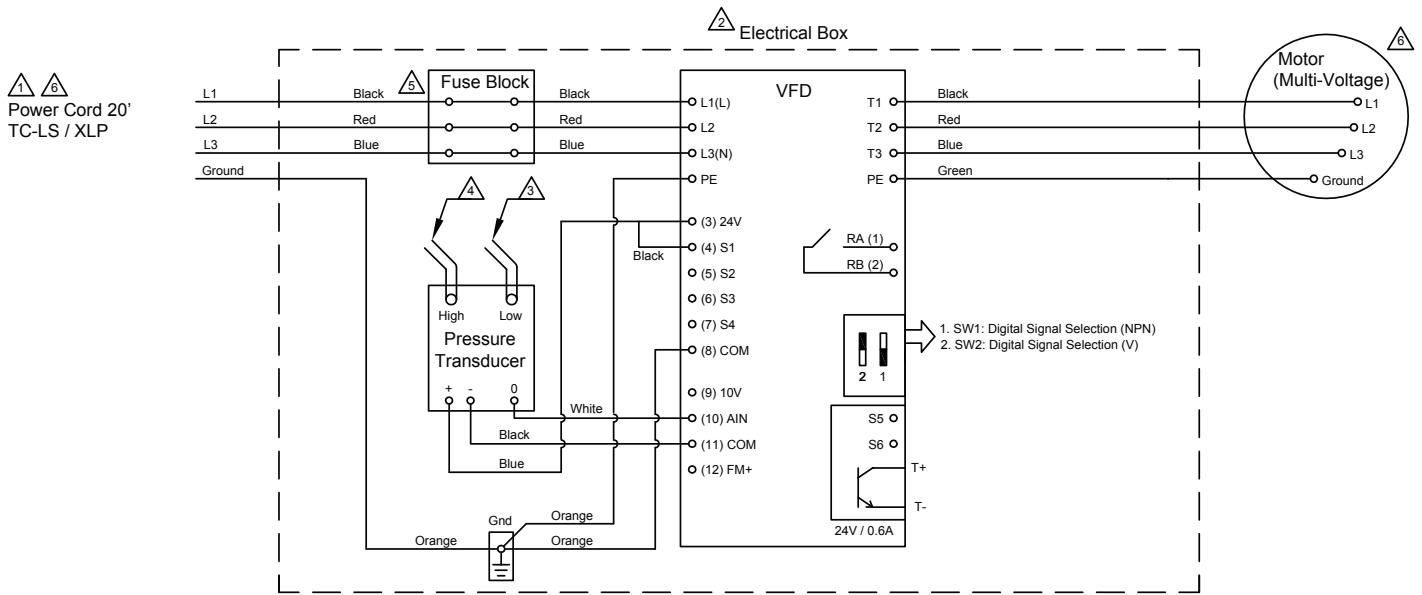 2
Electrical Box
1 6
Power Cord 20’
TC-LS / XLP
L1
L2
L3
Ground
Black
Red
Blue
5
Fuse Block
Black
Red
Blue
4
3
High
Low
Pressure
Transducer
+ - 0
White
Black
Blue
Black
Gnd
Orange
Orange
Orange
VFD
L1(L)
L2
L3(N)
PE
(3) 24V
(4) S1
(5) S2
(6) S3
(7) S4
(8) COM
(9) 10V
(10) AIN
(11) COM
(12) FM+
T1
T2
T3
PE
RA (1)
RB (2)
2 1
S5
S6
T+
T-
24V / 0.6A
1. SW1: Digital Signal Selection (NPN)
2. SW2: Digital Signal Selection (V)
Black
Red
Blue
Green
6
Motor
(Multi-Voltage)
L1
L2
L3
Ground